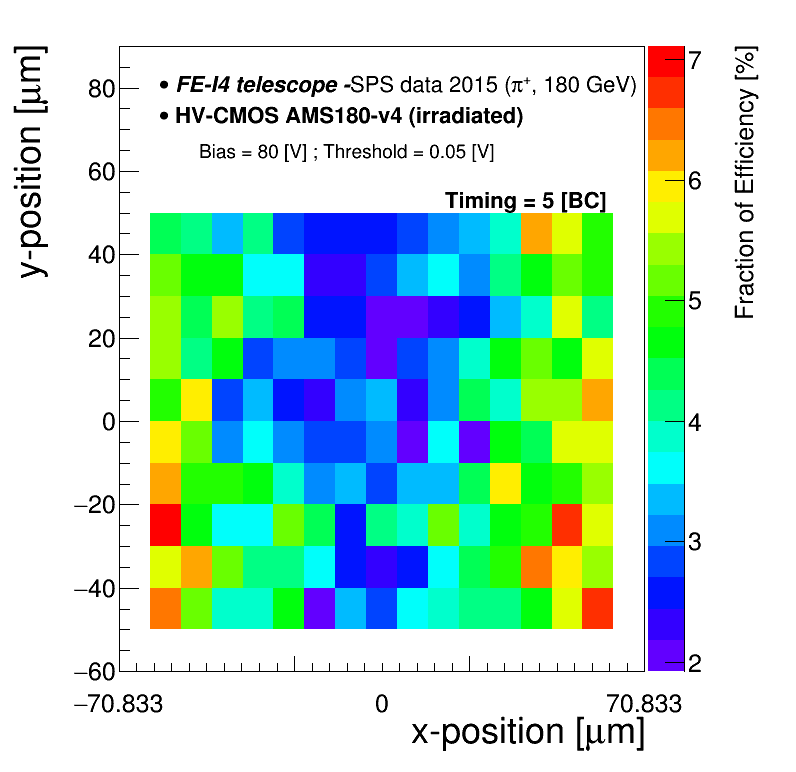 • FE-I4 telescope -SPS data 2015 (π⁺, 180 GeV)
• HV-CMOS AMS180-v4 (irradiated)
Bias = 80 [V] ; Threshold = 0.05 [V]
Timing = 5 [BC]
y-position [μm]
80
60
40
20
0
−20
−40
−60
−70.833
0
70.833
x-position [μm]
7
6
5
4
3
2
Fraction of Efficiency [%]